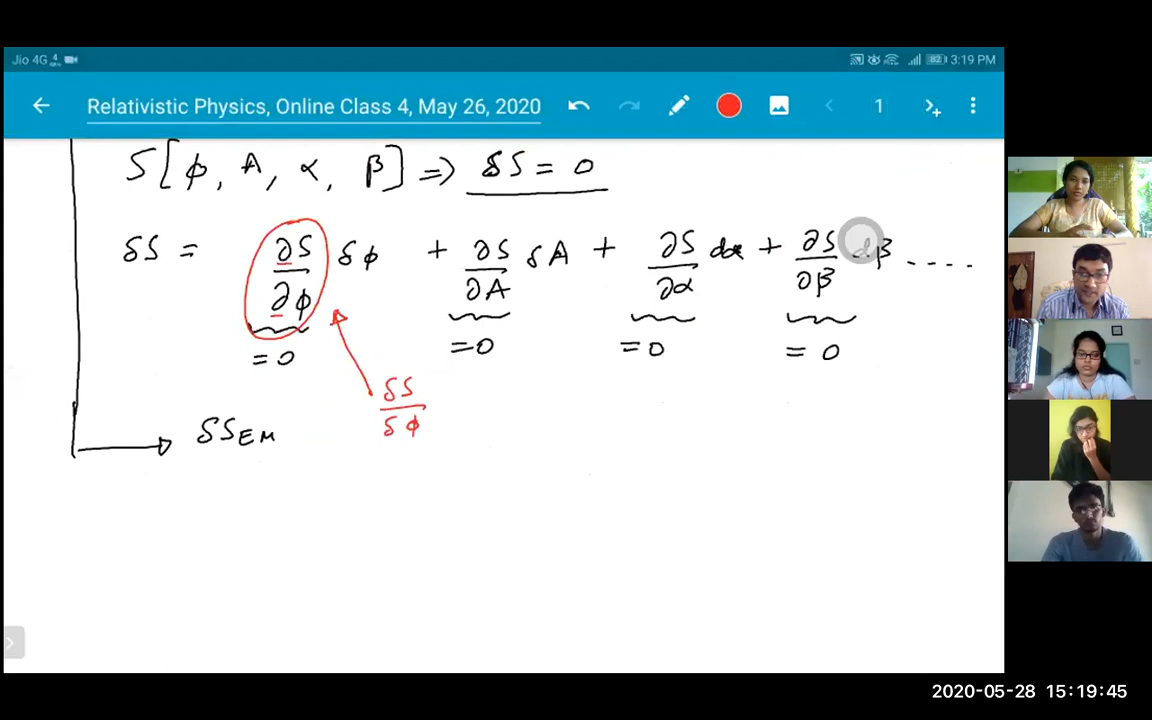 Jio 4G 3:19 PM
Relativistic Physics, Online Class 4, May 26, 2020 1
S[ϕ, A, α, β] => δS = 0
δS = ∂S/∂ϕ δϕ + ∂S/∂A δA + ∂S/∂α dα + ∂S/∂β dβ ....
=0 =0 =0 = 0
δS/δϕ
δS_EM
2020-05-28 15:19:45